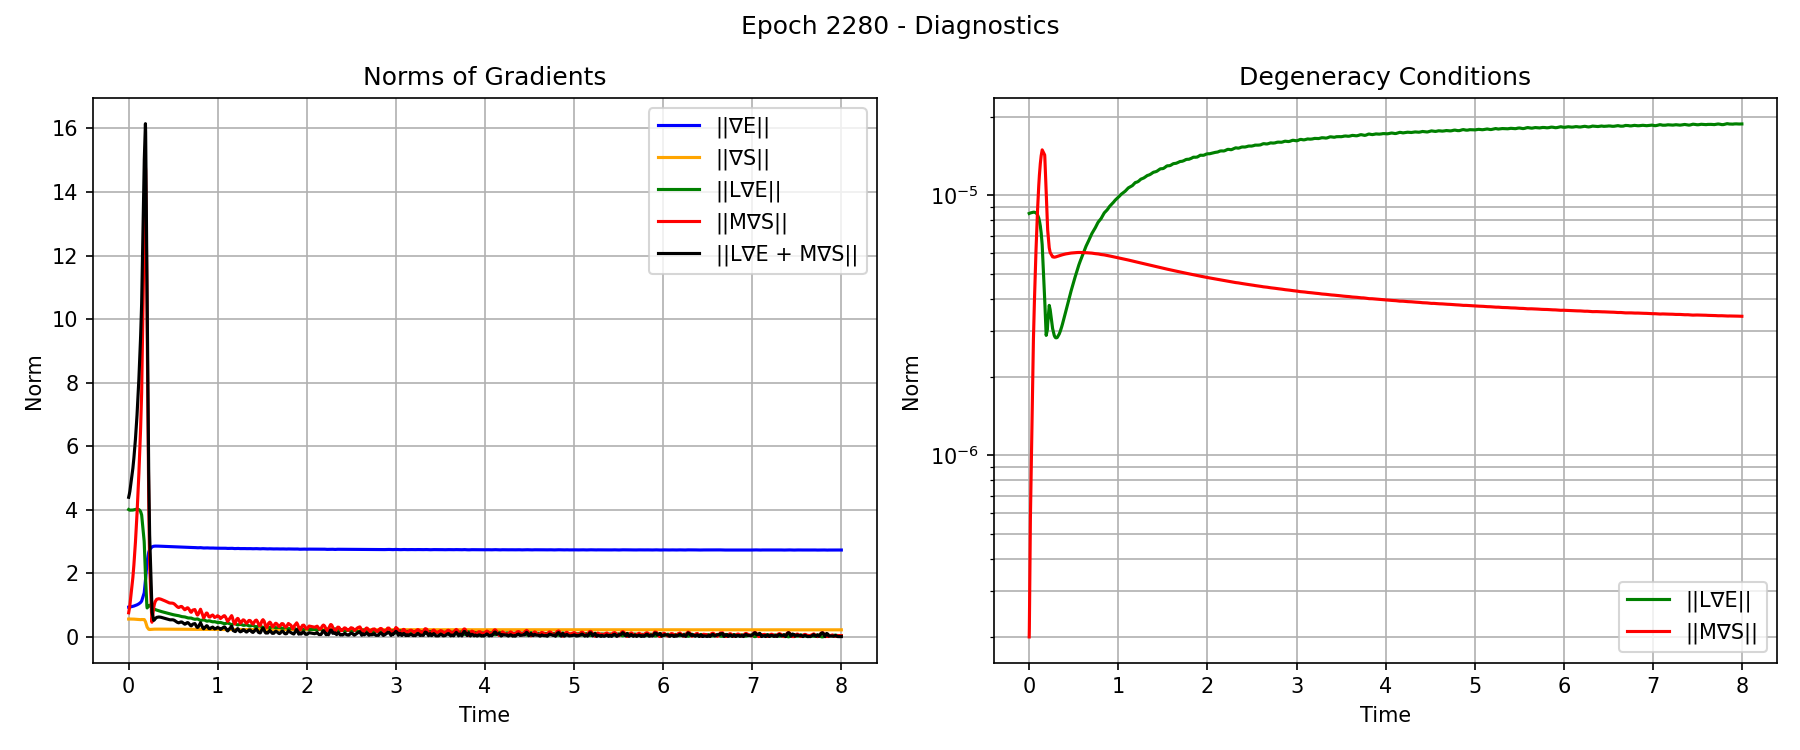 Epoch 2280 - Diagnostics
Norms of Gradients
Norm
16
14
12
10
8
6
4
2
0
0 1 2 3 4 5 6 7 8
Time
||∇E||
||∇S||
||L∇E||
||M∇S||
||L∇E + M∇S||
Degeneracy Conditions
Norm
10⁻⁵
10⁻⁶
0 1 2 3 4 5 6 7 8
Time
||L∇E||
||M∇S||